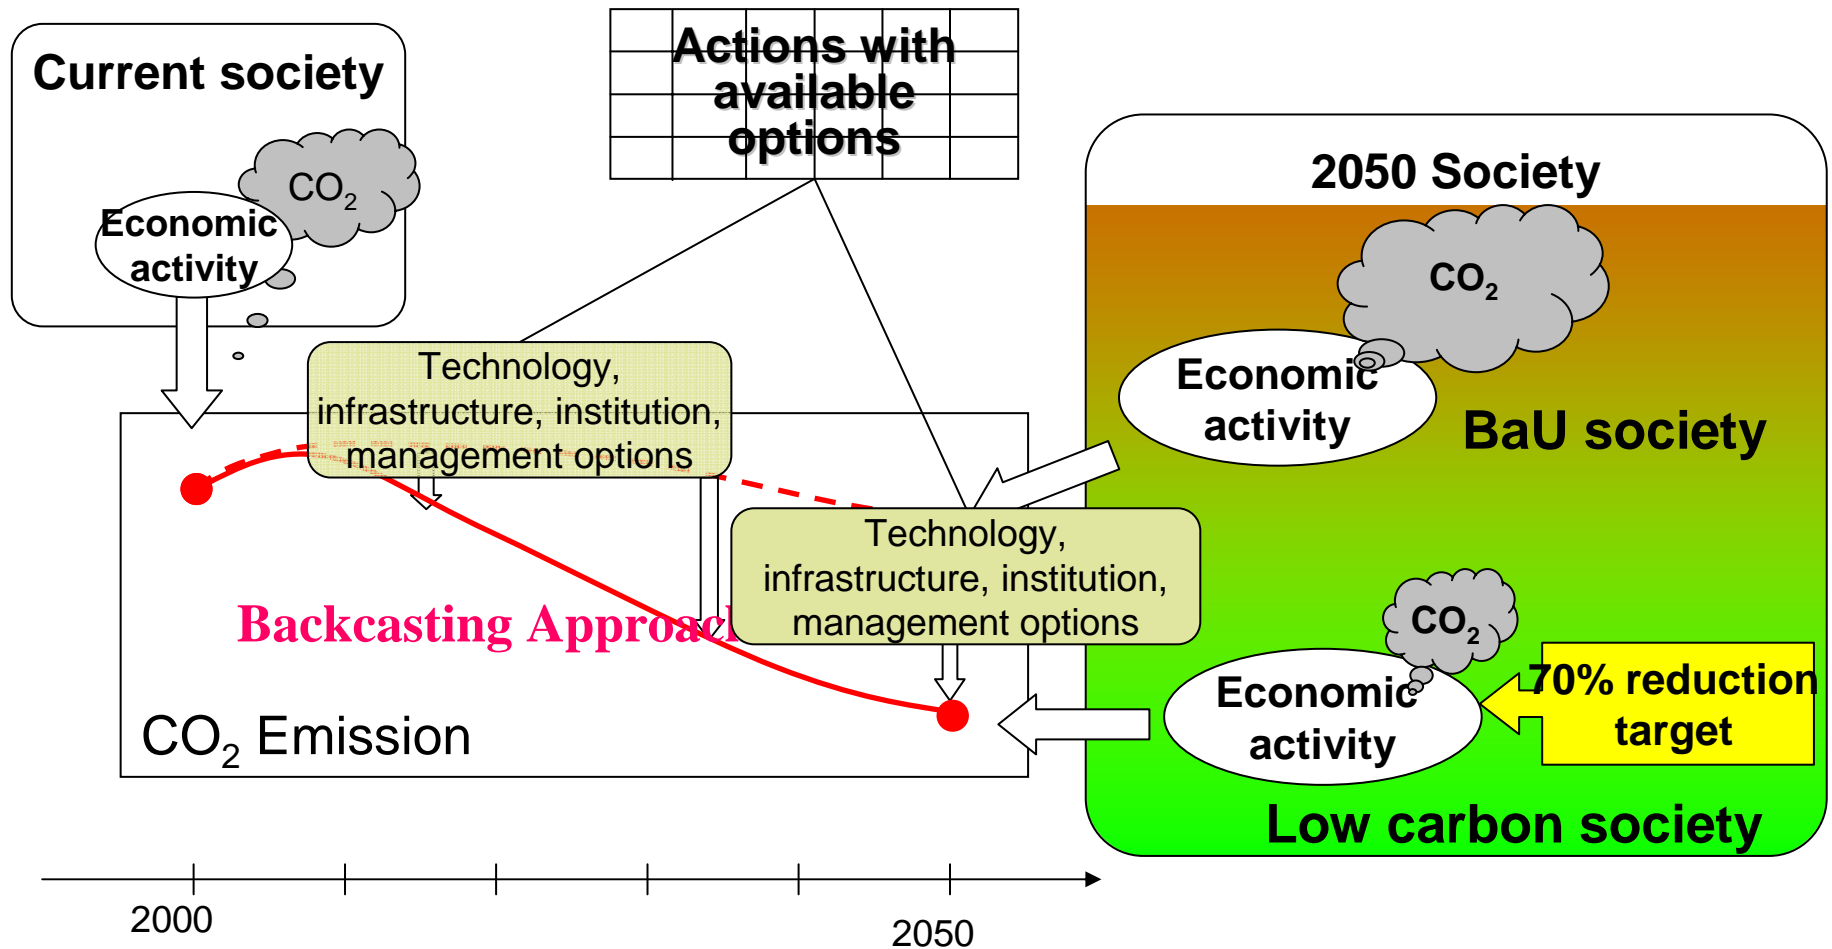 Current society
CO₂
Economic
activity
Actions with
available
options
2050 Society
CO₂
Economic
activity
BaU society
Technology,
infrastructure, institution,
management options
Technology,
infrastructure, institution,
management options
Backcasting Approach
CO₂
Economic
activity
70% reduction
target
CO₂ Emission
Low carbon society
2000
2050